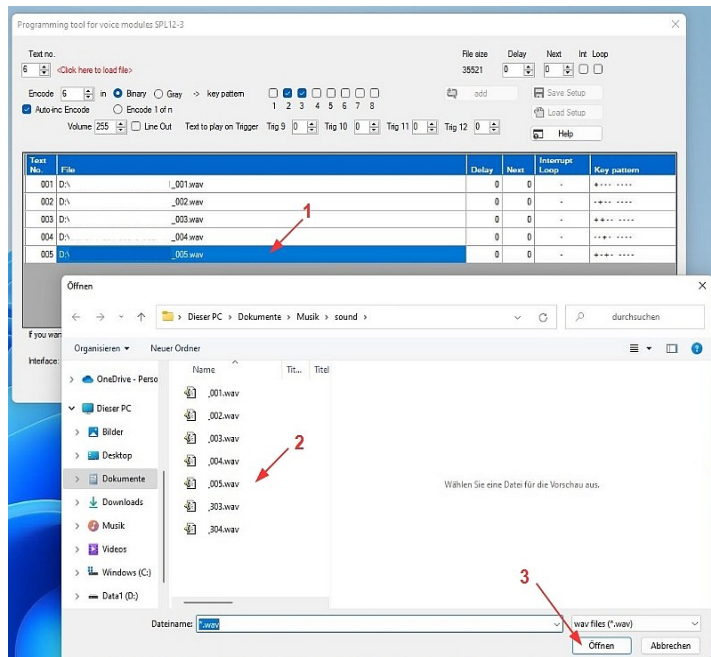 Programming tool for voice modules SPL12-3
Text no. File size Delay Next Int Loop
6 <Click here to load file> 35521 0 0
Encode 6 in Binary Gray -> key pattern add Save Setup
Auto-inc Encode Encode 1 of n 1 2 3 4 5 6 7 8 Load Setup
Volume 255 Line Out Text to play on Trigger Trig 9 0 Trig 10 0 Trig 11 0 Trig 12 0 Help
Text No. File Delay Next Interrupt Loop Key pattern
001 D:\ _001.wav 0 0 - +--- ----
002 D:\ _002.wav 0 0 - -+-- ----
003 D:\ _003.wav 0 0 - ++-- ----
1
004 D:\ _004.wav 0 0 - --+- ----
005 D:\ _005.wav 0 0 - +-+- ----
Öffnen
Dieser PC > Dokumente > Musik > sound > durchsuchen
If you wan
Organisieren Neuer Ordner
Interface:
Name Tit... Titel
OneDrive - Perso
_001.wav
Dieser PC
_002.wav
Bilder
_003.wav
2
Desktop
_004.wav
Dokumente
_005.wav
Wählen Sie eine Datei für die Vorschau aus.
Downloads
_303.wav
Musik
_304.wav
Videos
Windows (C:)
3
Data1 (D:)
Dateiname: *.wav wav files (*.wav)
Öffnen Abbrechen